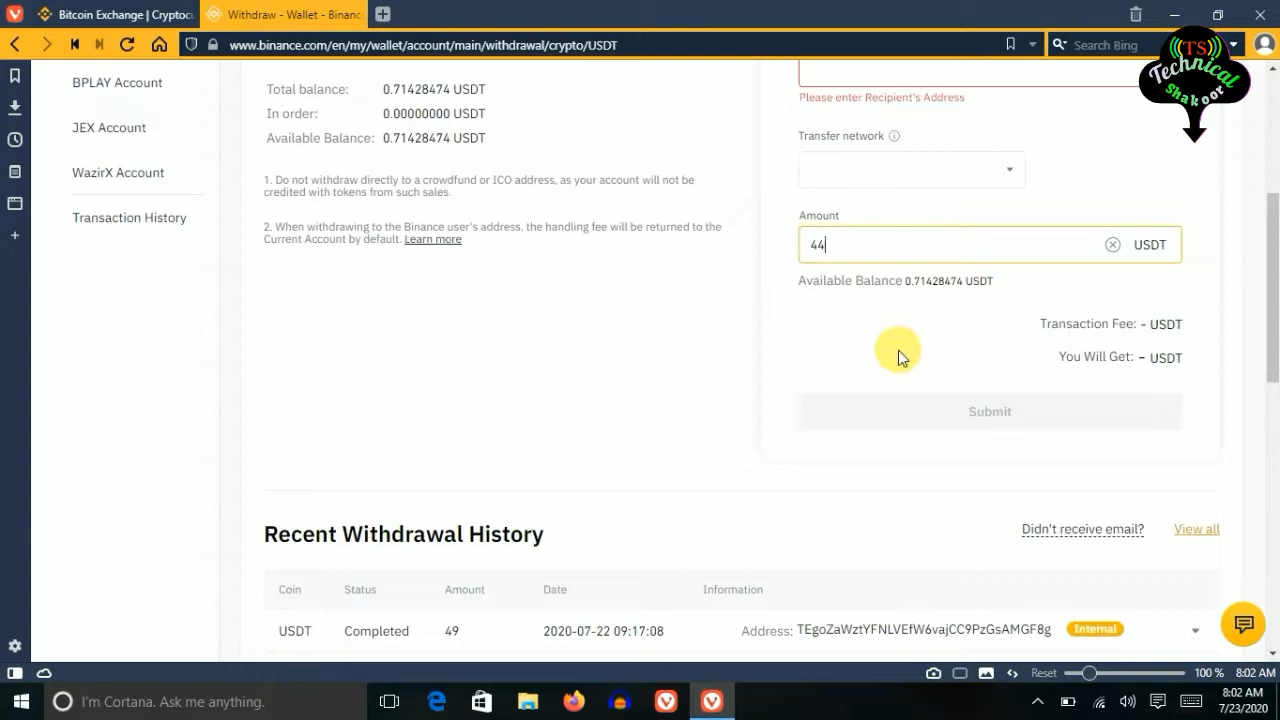 Bitcoin Exchange | Cryptoc
Withdraw - Wallet - Binanc
www.binance.com/en/my/wallet/account/main/withdrawal/crypto/USDT
Search Bing
TS
Technical
Shakoor
BPLAY Account
JEX Account
WazirX Account
Transaction History
Total balance: 0.71428474 USDT
In order: 0.00000000 USDT
Available Balance: 0.71428474 USDT
1. Do not withdraw directly to a crowdfund or ICO address, as your account will not be
credited with tokens from such sales.
2. When withdrawing to the Binance user's address, the handling fee will be returned to the
Current Account by default. Learn more
Please enter Recipient's Address
Transfer network
Amount
44 USDT
Available Balance 0.71428474 USDT
Transaction Fee: - USDT
You Will Get: - USDT
Submit
Recent Withdrawal History
Didn't receive email? View all
Coin Status Amount Date Information
USDT Completed 49 2020-07-22 09:17:08 Address: TEgoZaWztYFNLVEfW6vajCC9PzGsAMGF8g Internal
Reset 100 % 8:02 AM
I'm Cortana. Ask me anything.
8:02 AM
7/23/2020